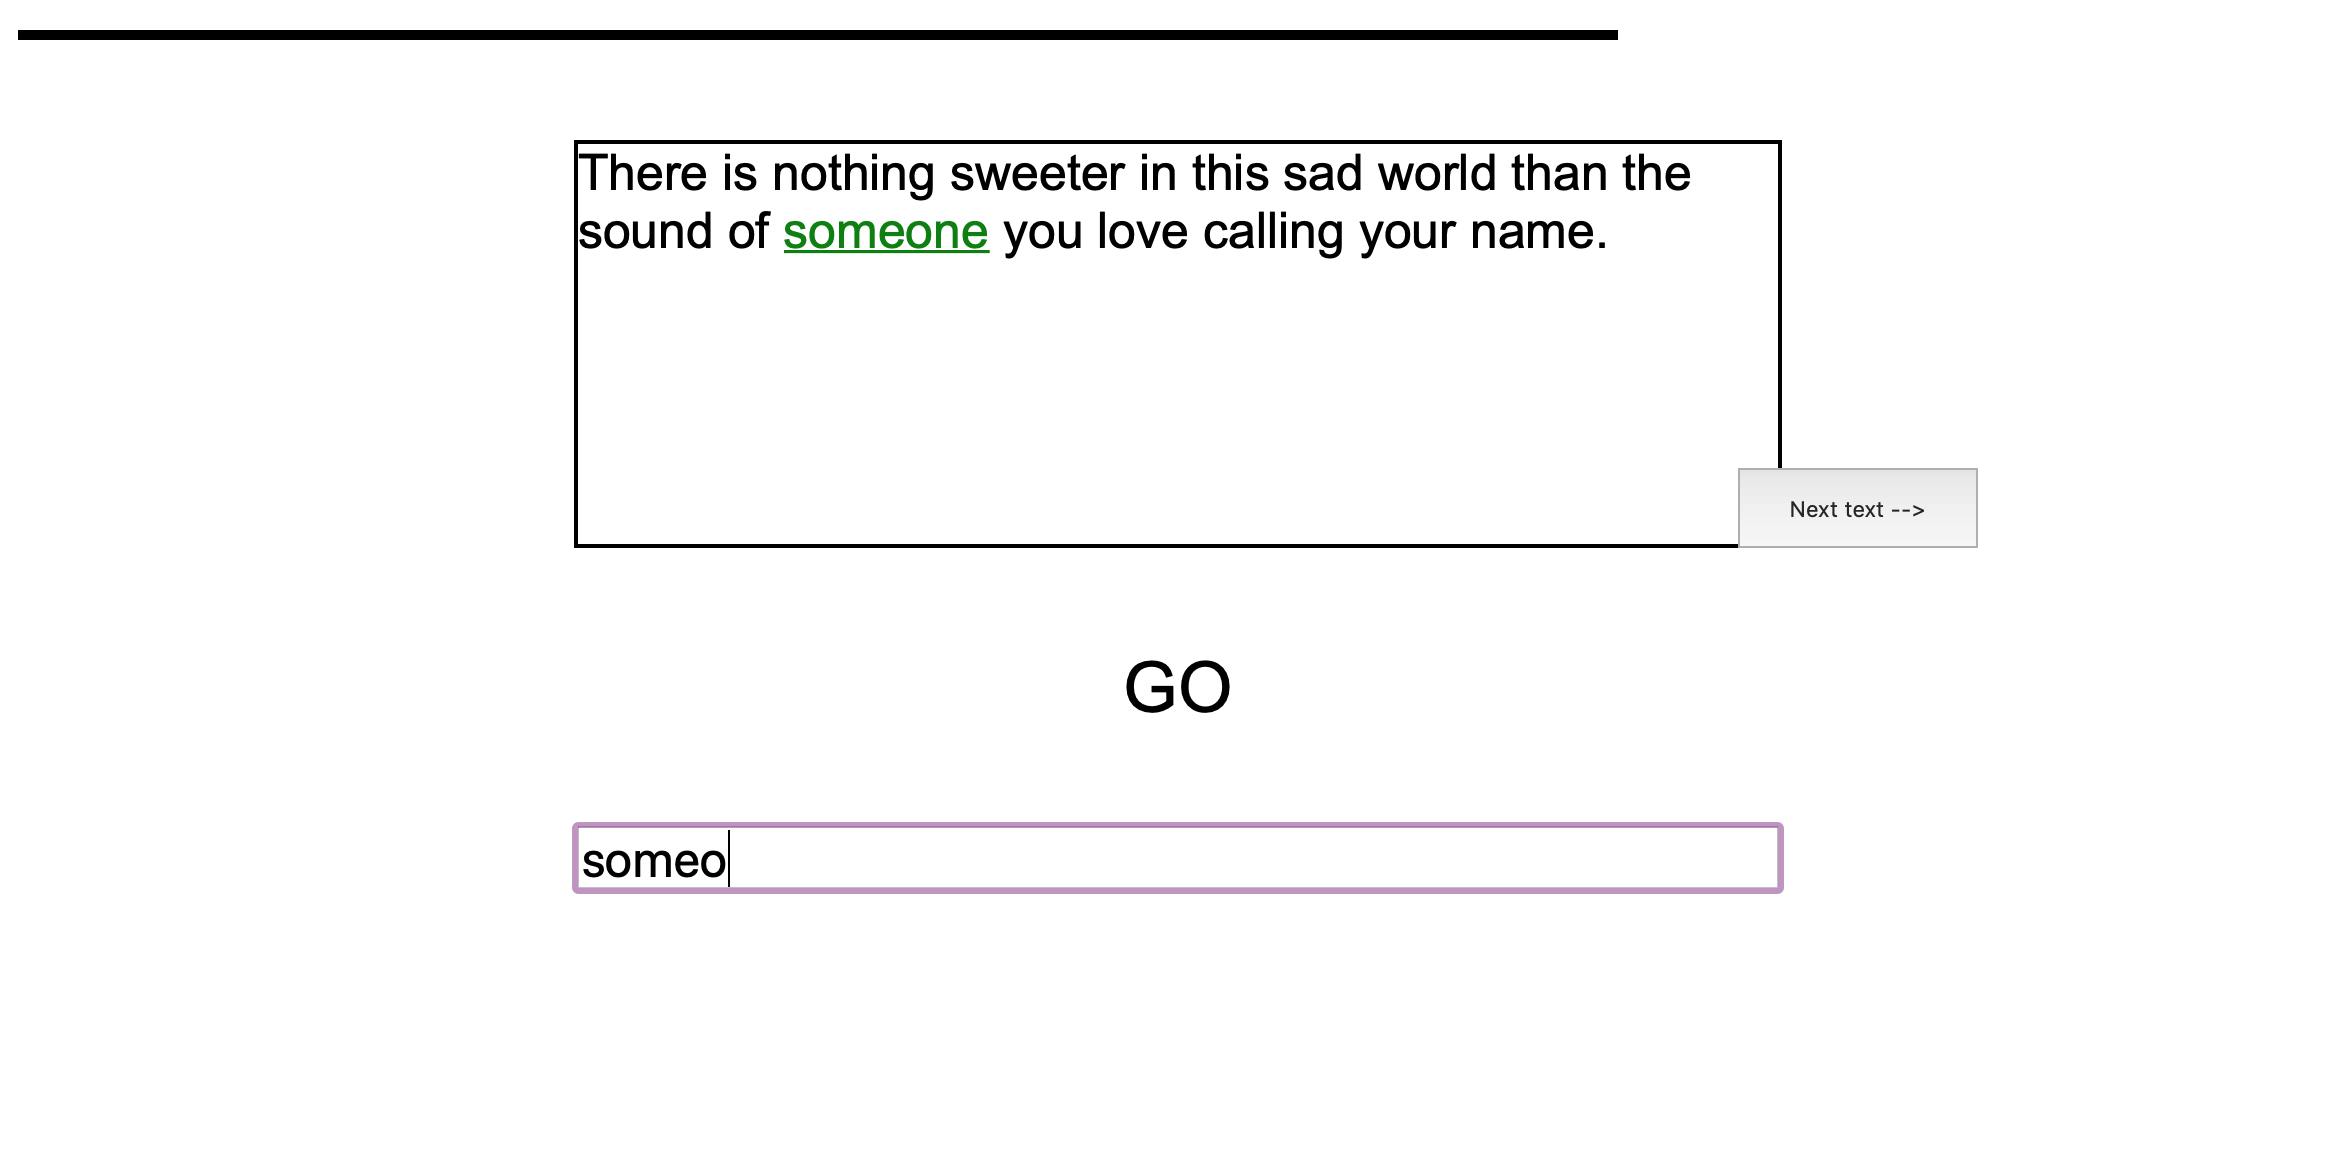 There is nothing sweeter in this sad world than the
sound of someone you love calling your name.
Next text -->
GO
someo